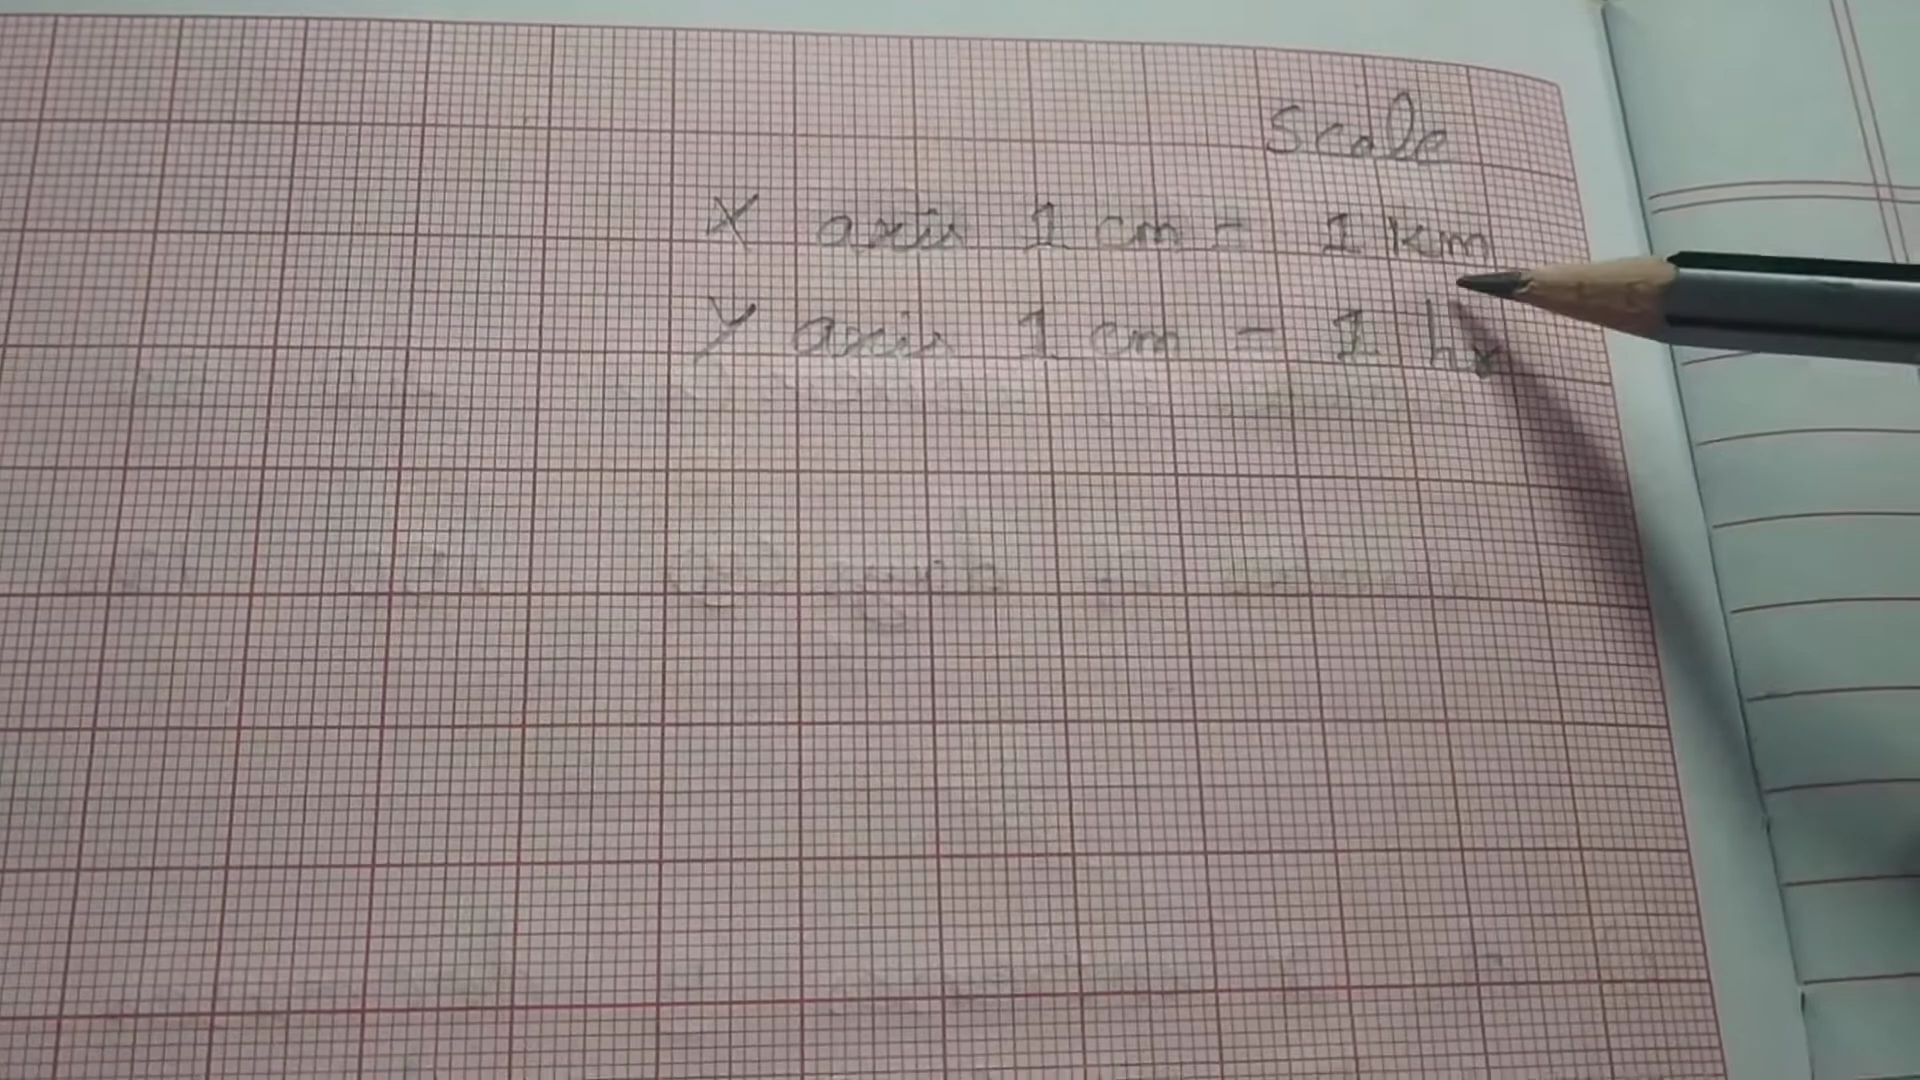 Scale
X axis 1 cm = 1 km
Y axis 1 cm = 1 hr